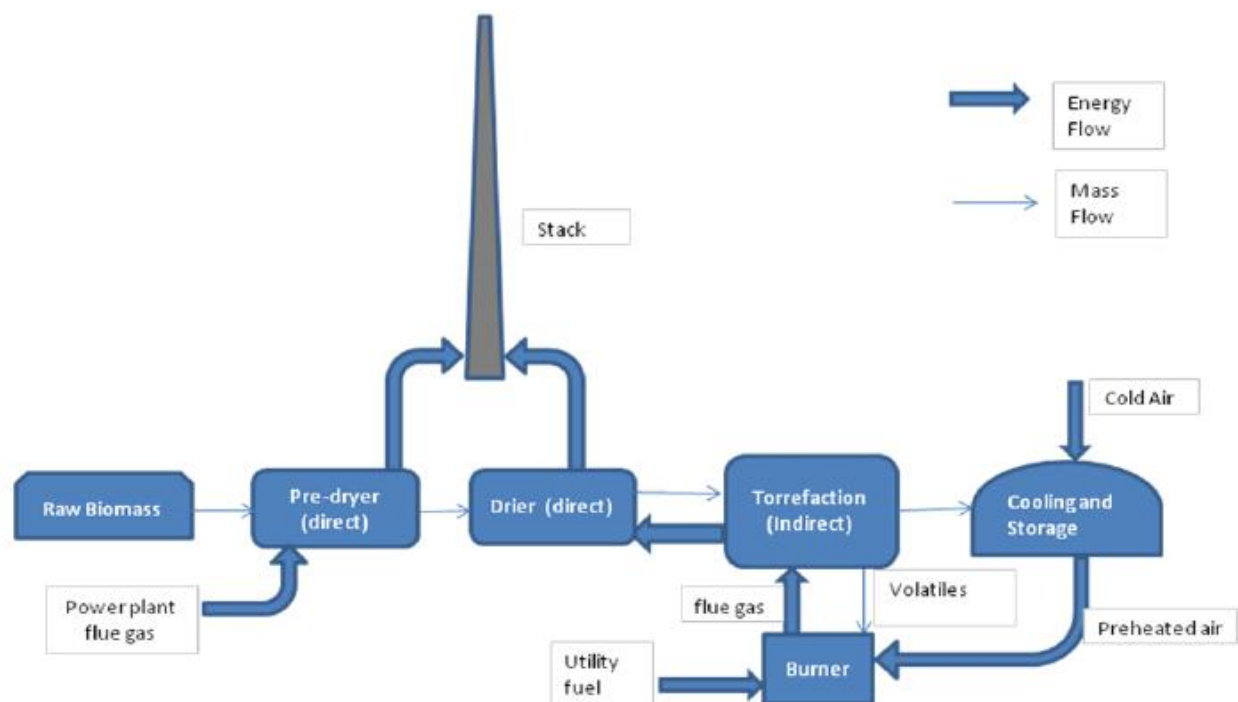 Energy
Flow
Mass
Flow
Stack
Cold Air
Raw Biomass
Pre-dryer
(direct)
Drier (direct)
Torrefaction
(Indirect)
Cooling and
Storage
Power plant
flue gas
flue gas
Volatiles
Preheated air
Utility
fuel
Burner